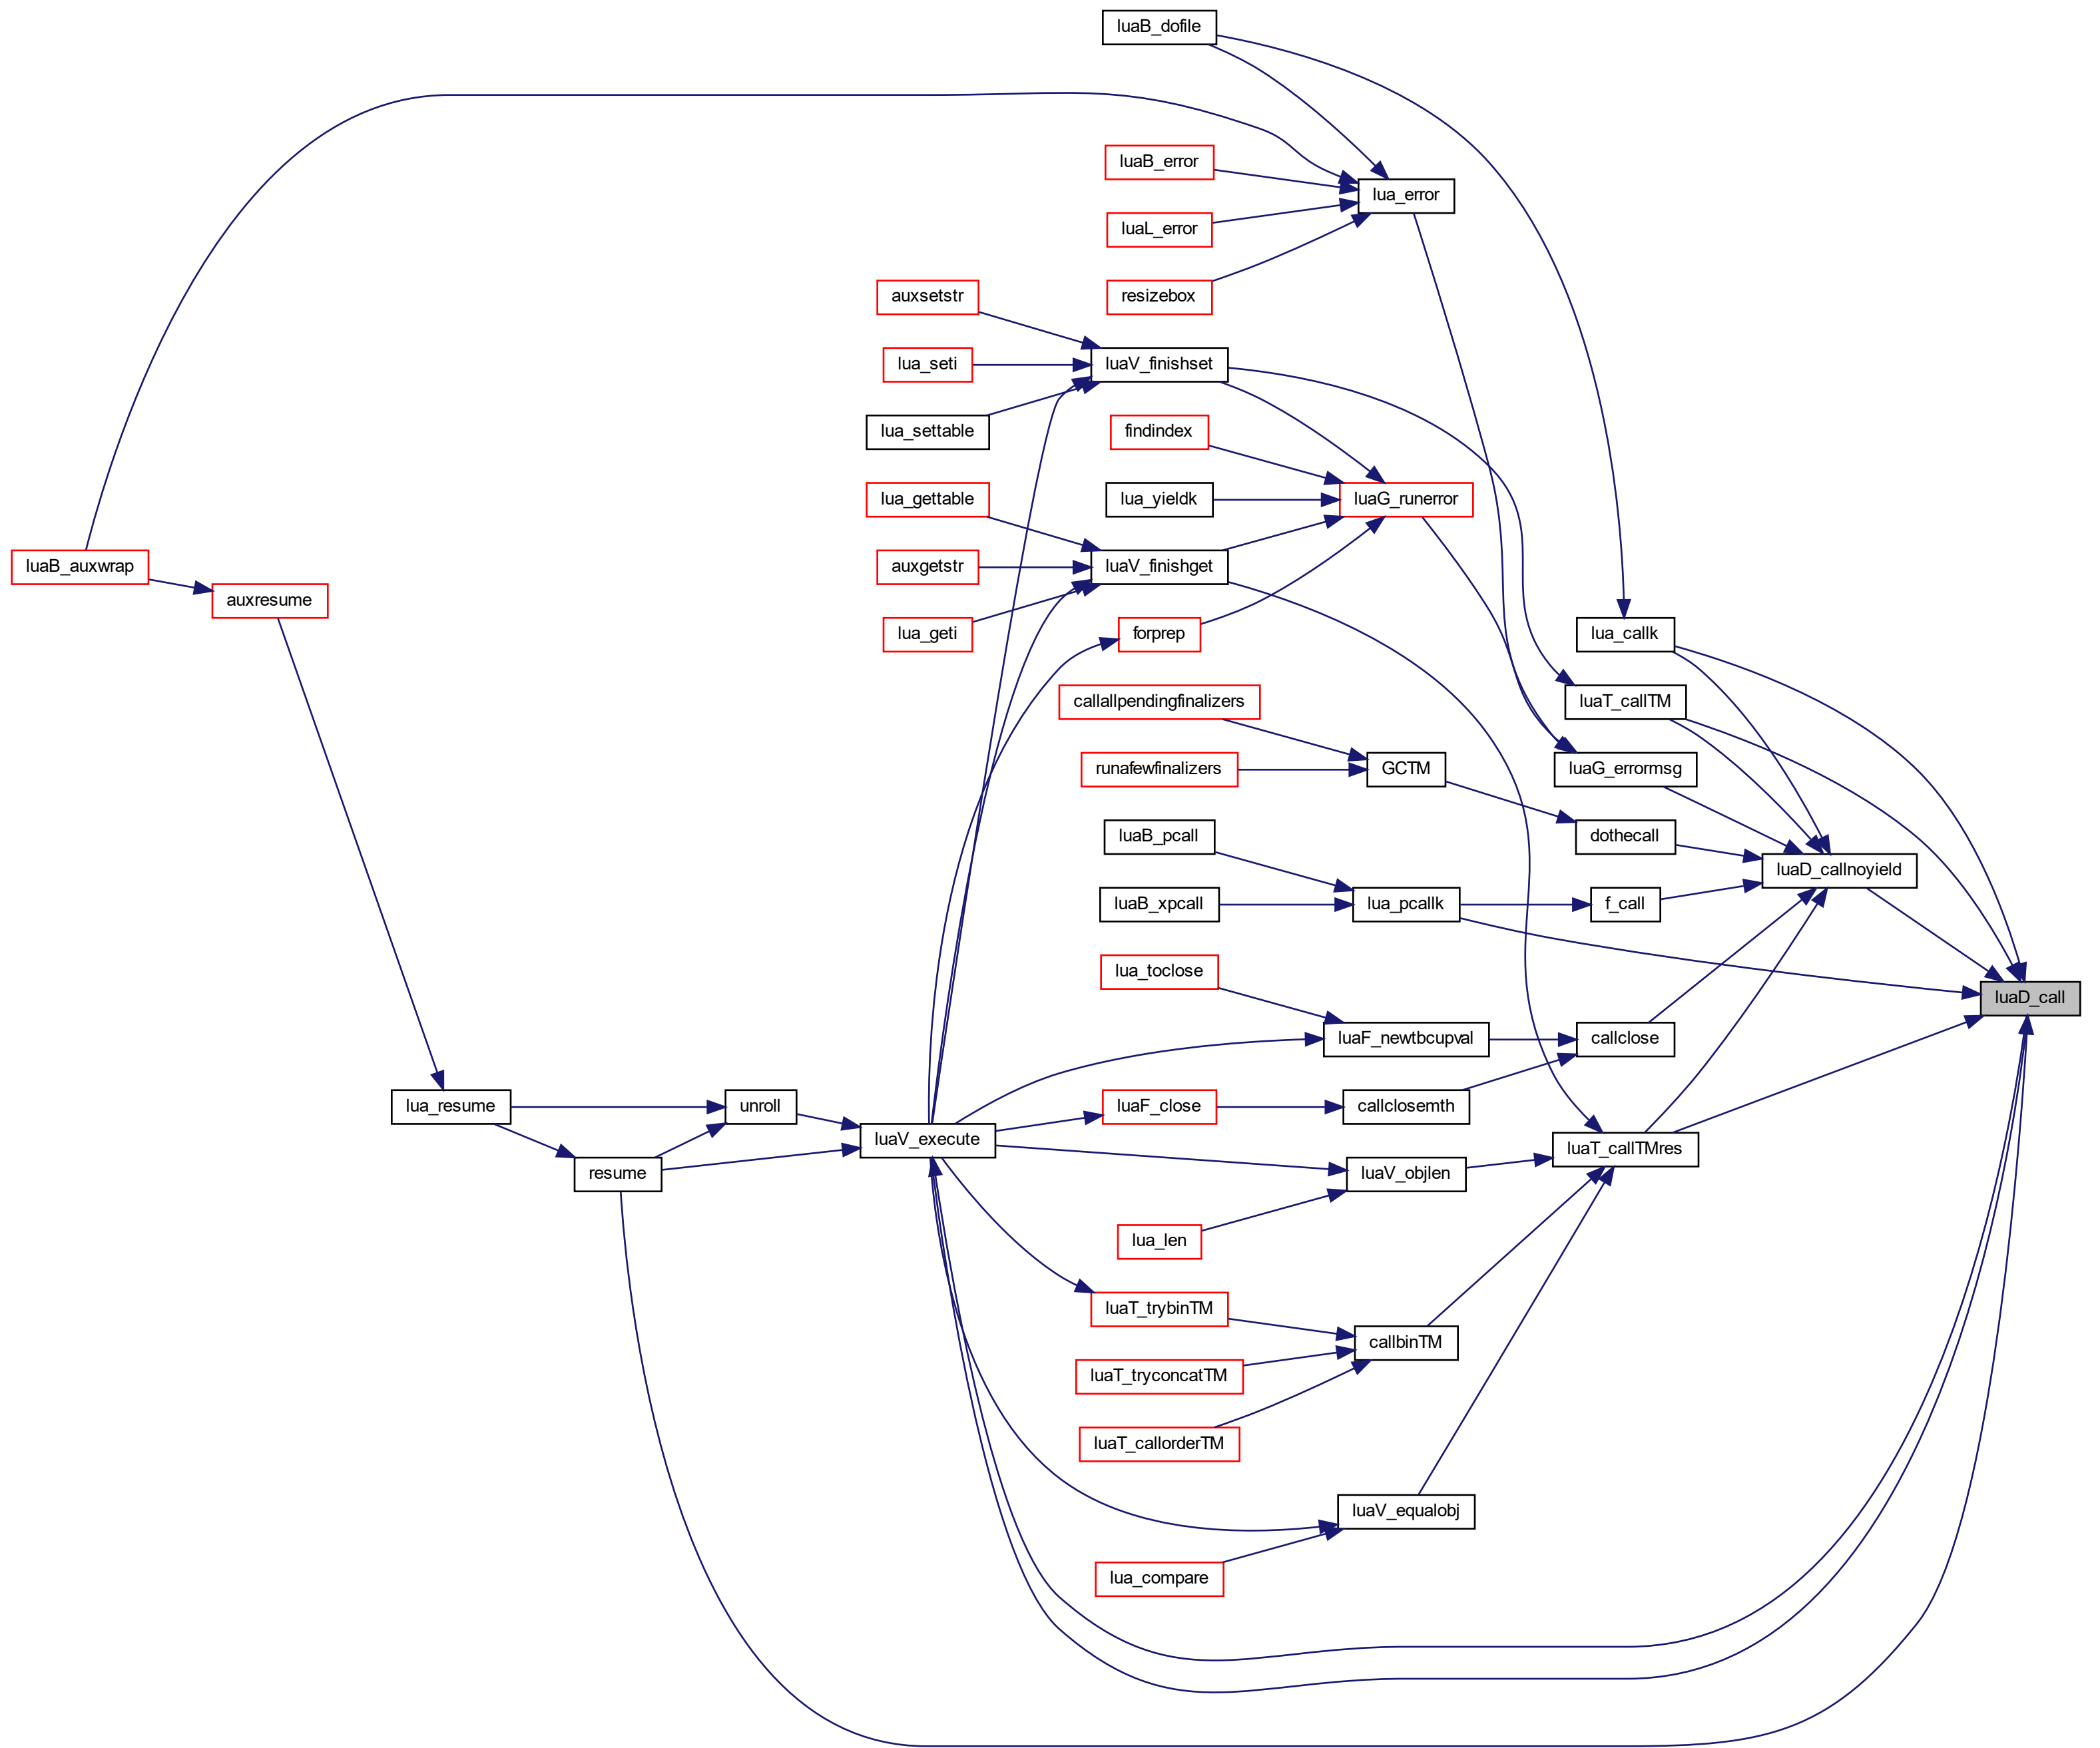 luaB_dofile
luaB_error
lua_error
luaL_error
resizebox
auxsetstr
luaV_finishset
lua_seti
lua_settable
findindex
lua_gettable
lua_yieldk
luaG_runerror
luaB_auxwrap
auxgetstr
luaV_finishget
auxresume
lua_geti
forprep
lua_callk
callallpendingfinalizers
luaT_callTM
runafewfinalizers
GCTM
luaG_errormsg
luaB_pcall
dothecall
luaD_callnoyield
luaB_xpcall
lua_pcallk
f_call
lua_toclose
luaD_call
luaF_newtbcupval
callclose
lua_resume
unroll
luaF_close
callclosemth
luaV_execute
luaT_callTMres
resume
luaV_objlen
lua_len
luaT_trybinTM
callbinTM
luaT_tryconcatTM
luaT_callorderTM
luaV_equalobj
lua_compare